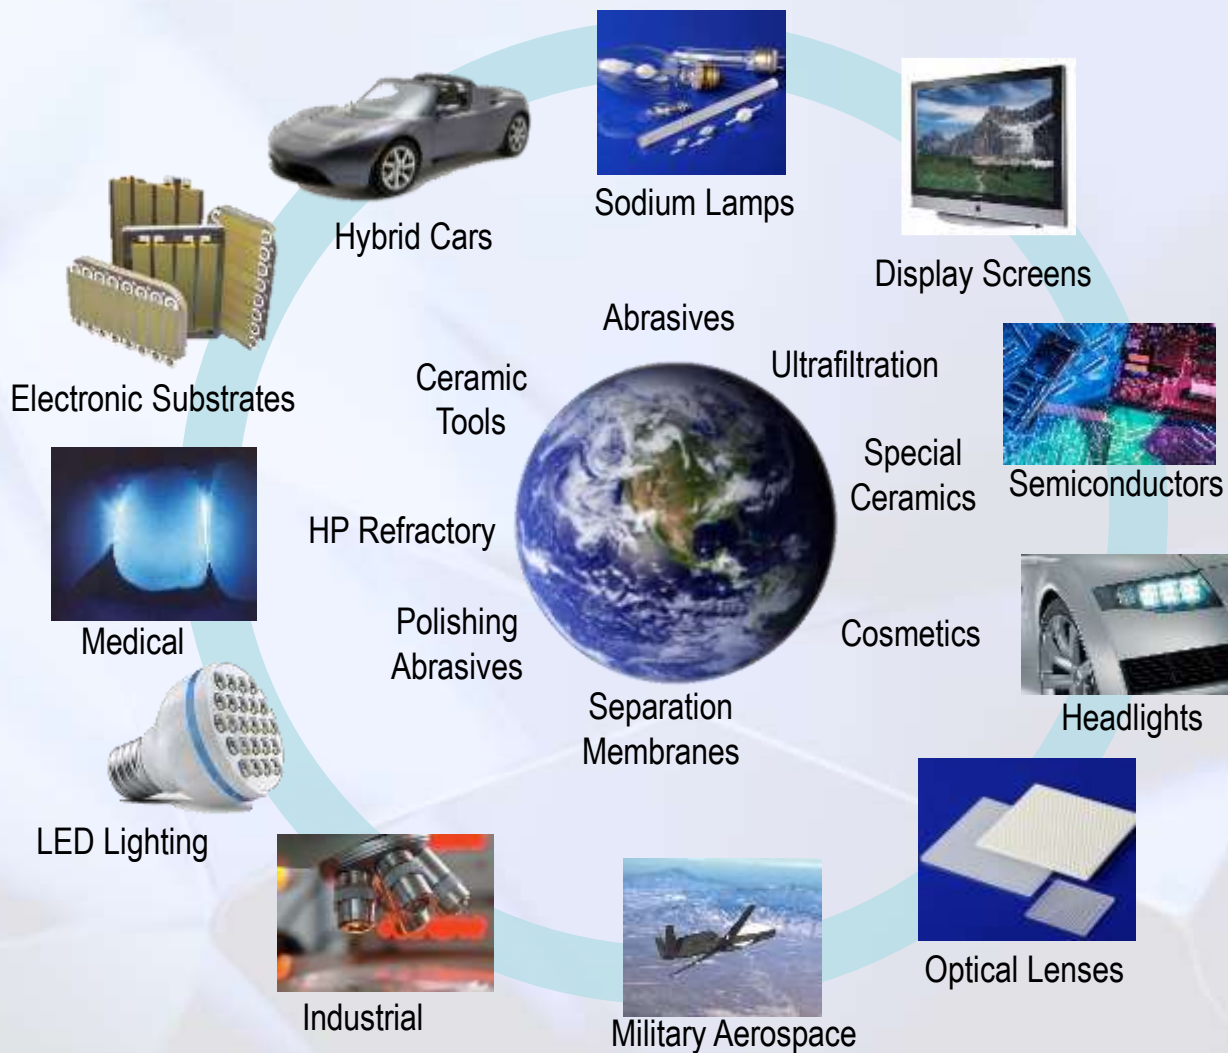 Sodium Lamps
Hybrid Cars
Display Screens
Abrasives
Ultrafiltration
Ceramic
Tools
Electronic Substrates
Special
Ceramics
Semiconductors
HP Refractory
Medical
Polishing
Abrasives
Cosmetics
Separation
Membranes
Headlights
LED Lighting
Optical Lenses
Industrial
Military Aerospace